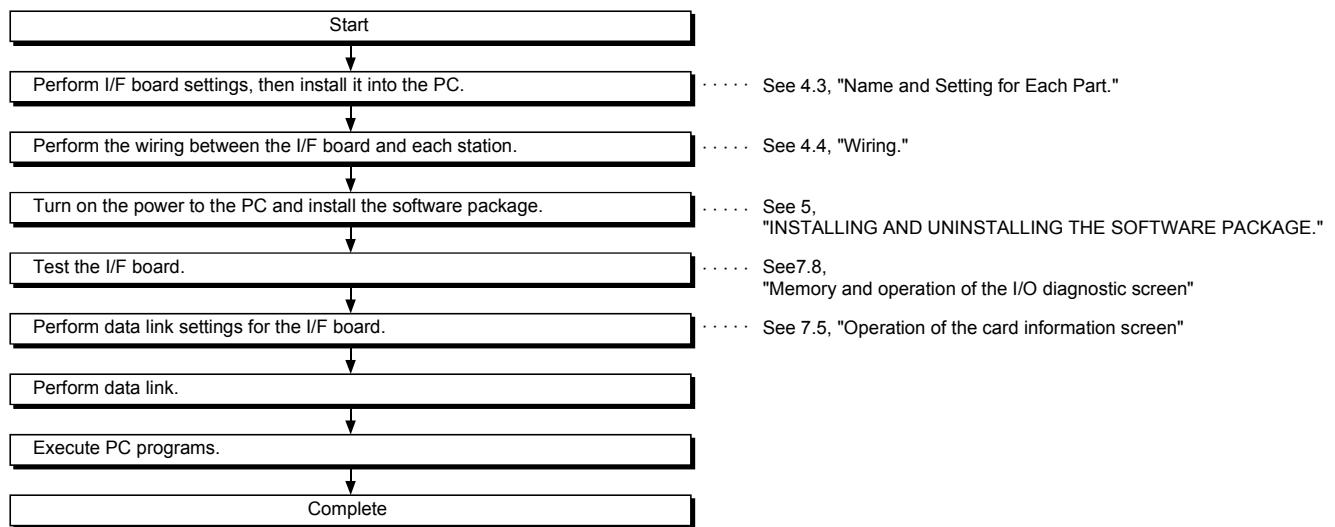 Start
Perform I/F board settings, then install it into the PC.
· · · · · See 4.3, "Name and Setting for Each Part."
Perform the wiring between the I/F board and each station.
· · · · · See 4.4, "Wiring."
Turn on the power to the PC and install the software package.
· · · · · See 5,
"INSTALLING AND UNINSTALLING THE SOFTWARE PACKAGE."
Test the I/F board.
· · · · · See7.8,
"Memory and operation of the I/O diagnostic screen"
Perform data link settings for the I/F board.
· · · · · See 7.5, "Operation of the card information screen"
Perform data link.
Execute PC programs.
Complete